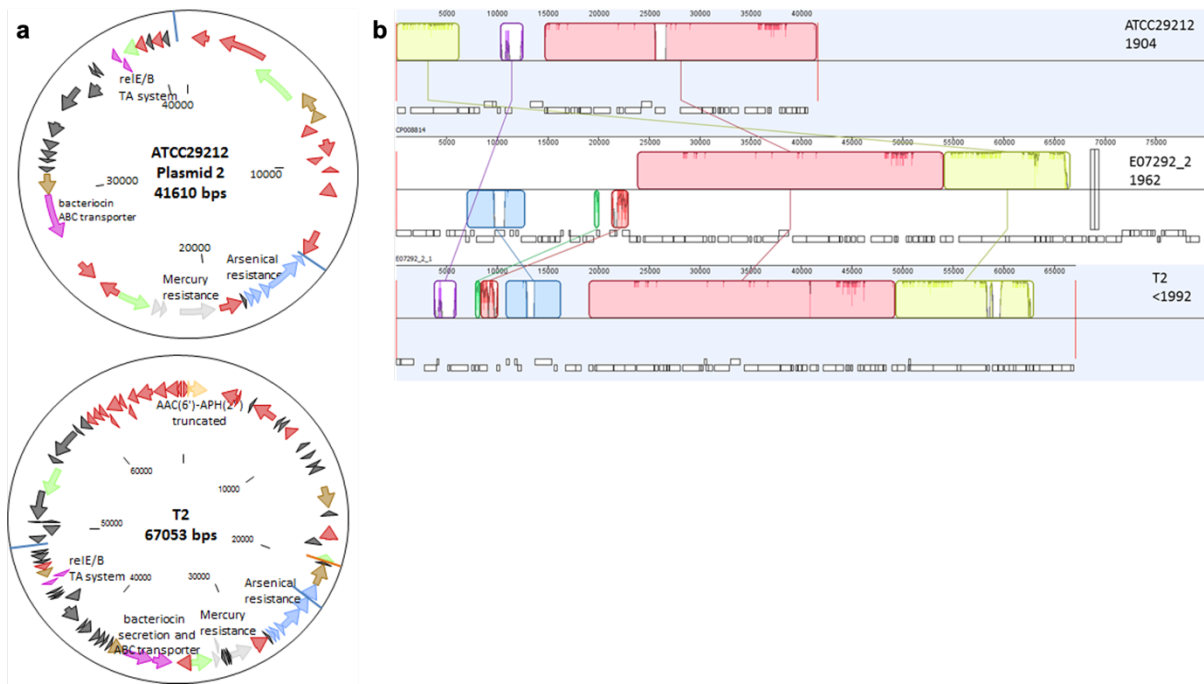 a
relE/B
TA system
40000
ATCC29212
Plasmid 2
41610 bps
10000
30000
bacteriocin
ABC transporter
20000
Arsenical
resistance
Mercury
resistance
AAC(6')-APH(2'')
truncated
60000
10000
T2
67053 bps
50000
20000
relE/B
TA system
40000
30000
Arsenical
resistance
Mercury
resistance
bacteriocin
secretion and
ABC transporter
b
5000 10000 15000 20000 25000 30000 35000 40000
ATCC29212
1904
CP008814
5000 10000 15000 20000 25000 30000 35000 40000 45000 50000 55000 60000 65000 70000 75000
E07292_2
1962
E07292_2_1
5000 10000 15000 20000 25000 30000 35000 40000 45000 50000 55000 60000 65000
T2
<1992